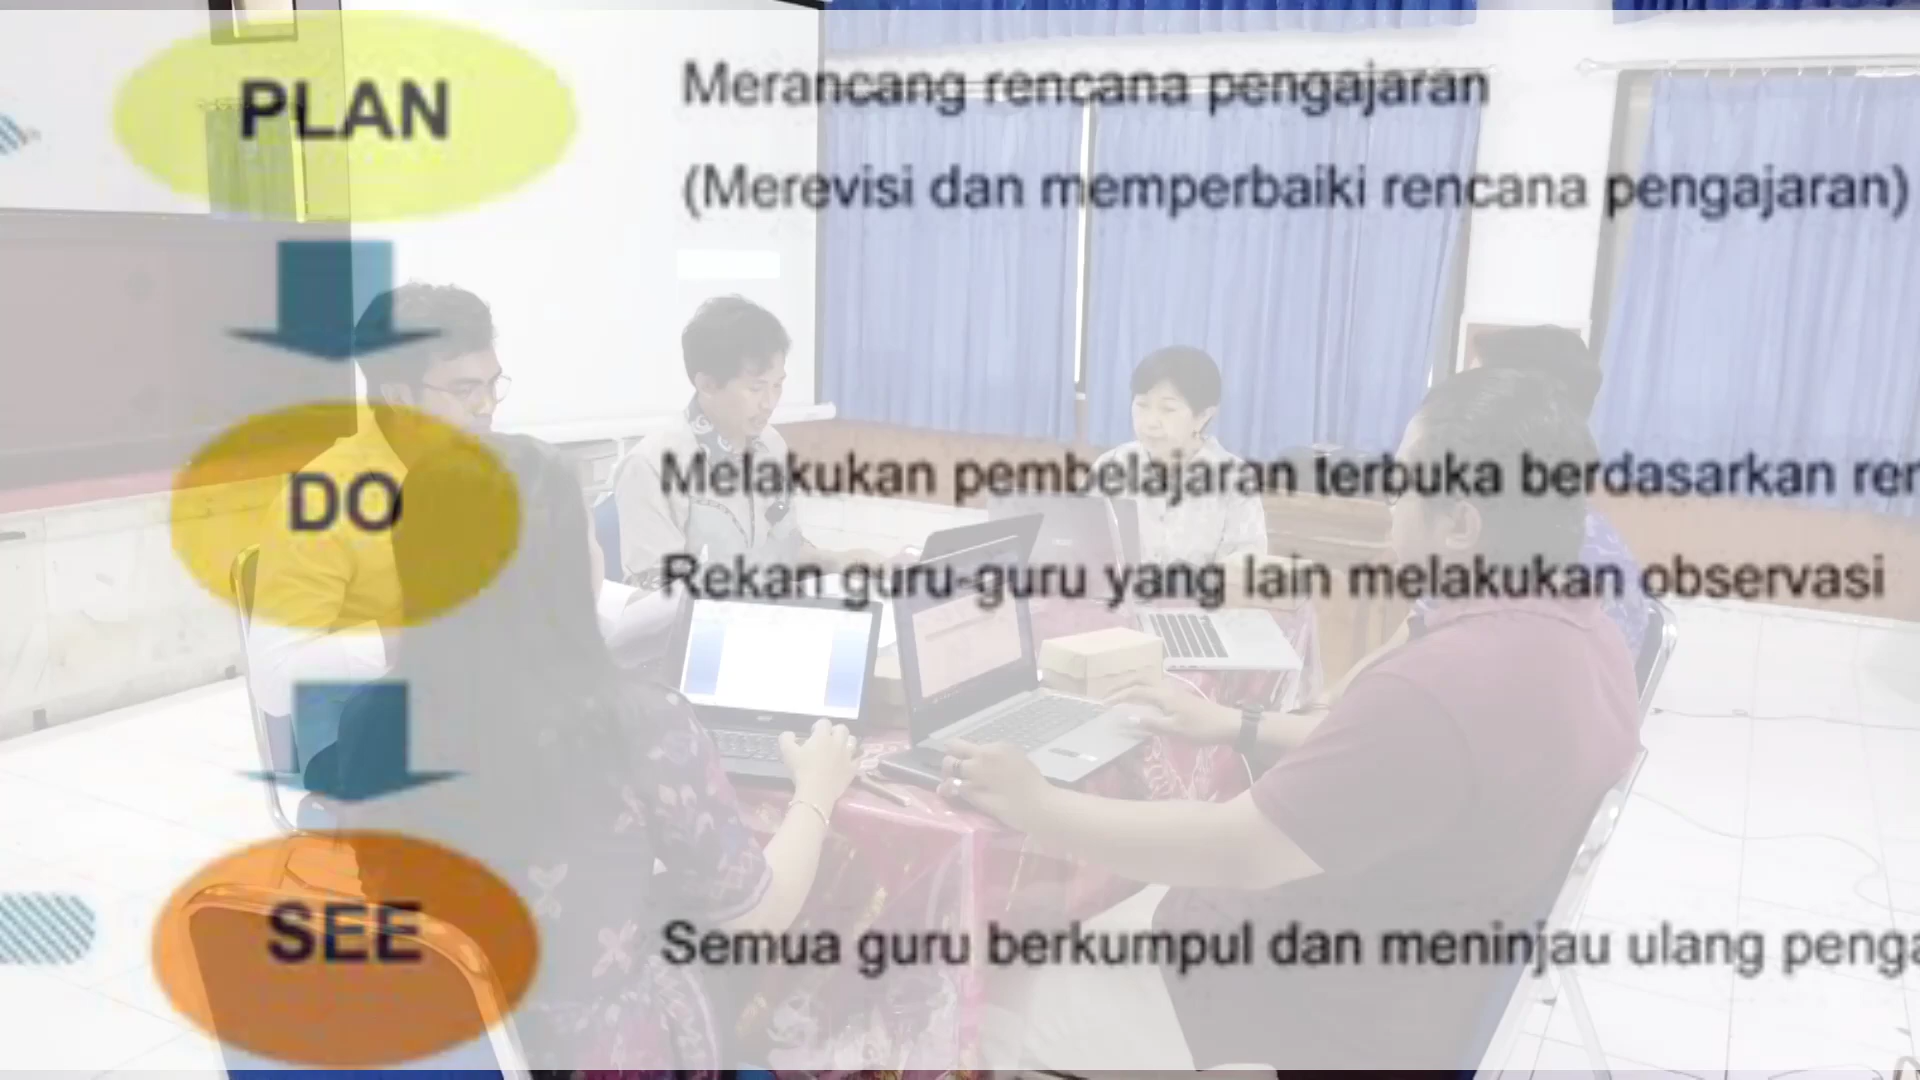 PLAN
Merancang rencana pengajaran
(Merevisi dan memperbaiki rencana pengajaran)
DO
Melakukan pembelajaran terbuka berdasarkan
Rekan guru-guru yang lain melakukan observasi
SEE
Semua guru berkumpul dan meninjau ulang